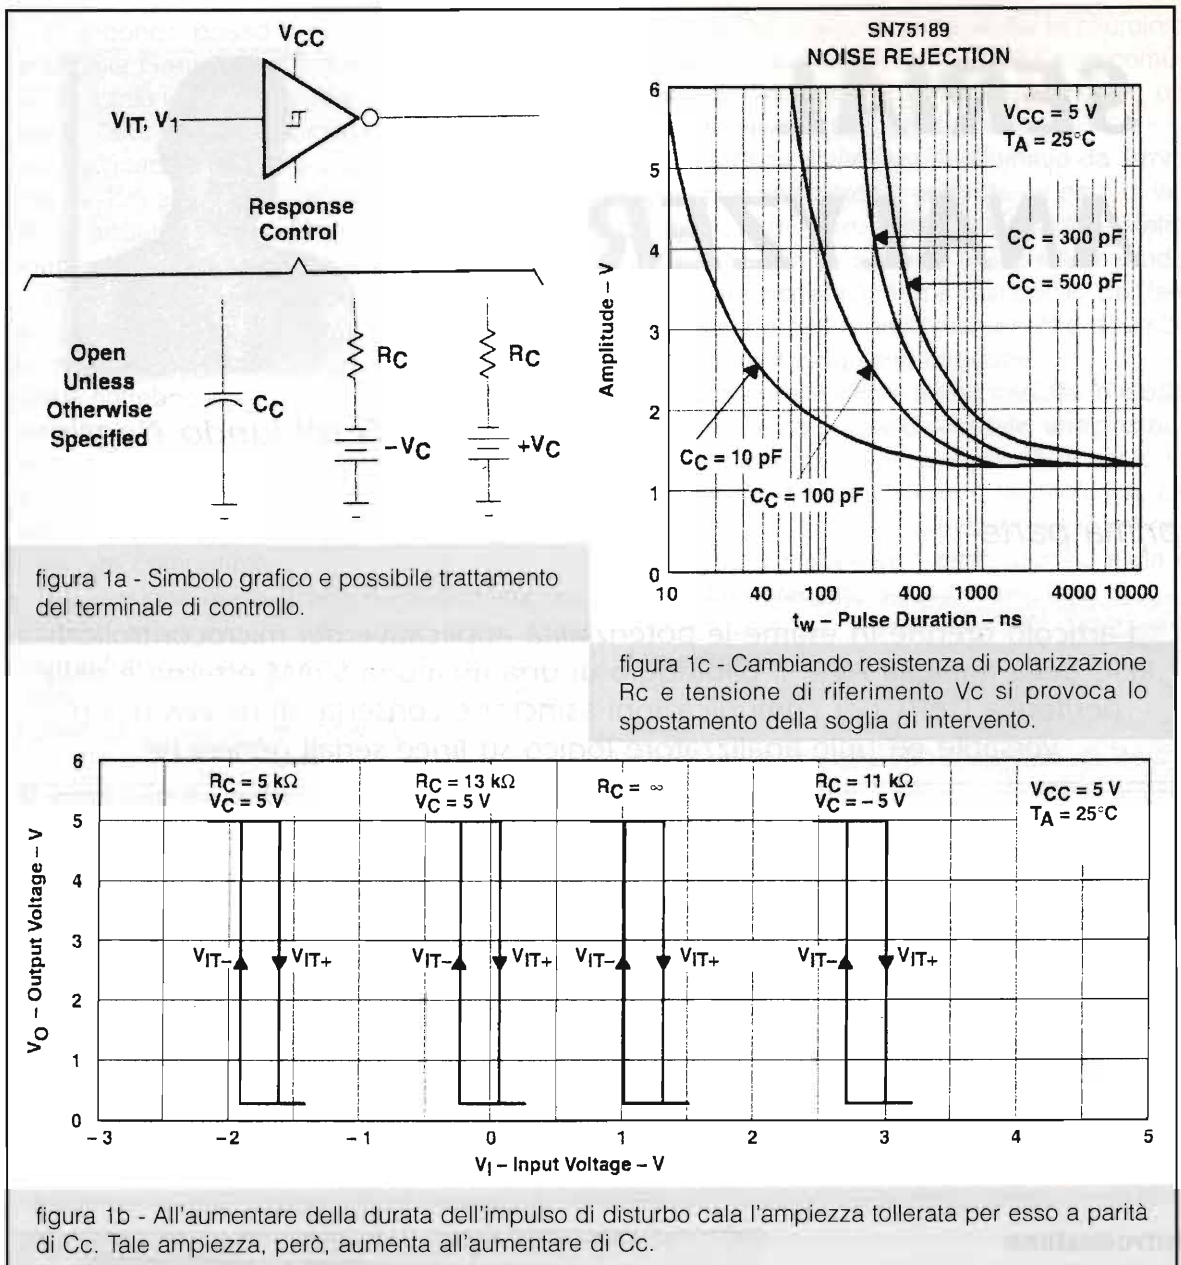 VCC
VIT, V1
Response
Control
Open
Unless
Otherwise
Specified
CC
RC
–VC
RC
+VC
figura 1a - Simbolo grafico e possibile trattamento
del terminale di controllo.
SN75189
NOISE REJECTION
Amplitude – V
6
5
4
3
2
1
0
VCC = 5 V
TA = 25°C
CC = 300 pF
CC = 500 pF
CC = 10 pF
CC = 100 pF
10 40 100 400 1000 4000 10000
tw – Pulse Duration – ns
figura 1c - Cambiando resistenza di polarizzazione
Rc e tensione di riferimento Vc si provoca lo
spostamento della soglia di intervento.
VO – Output Voltage – V
6
5
4
3
2
1
0
RC = 5 kΩ
VC = 5 V
RC = 13 kΩ
VC = 5 V
RC = ∞
RC = 11 kΩ
VC = – 5 V
VCC = 5 V
TA = 25°C
VIT– VIT+ VIT– VIT+ VIT– VIT+ VIT– VIT+
– 3 – 2 – 1 0 1 2 3 4 5
VI – Input Voltage – V
figura 1b - All'aumentare della durata dell'impulso di disturbo cala l'ampiezza tollerata per esso a parità
di Cc. Tale ampiezza, però, aumenta all'aumentare di Cc.